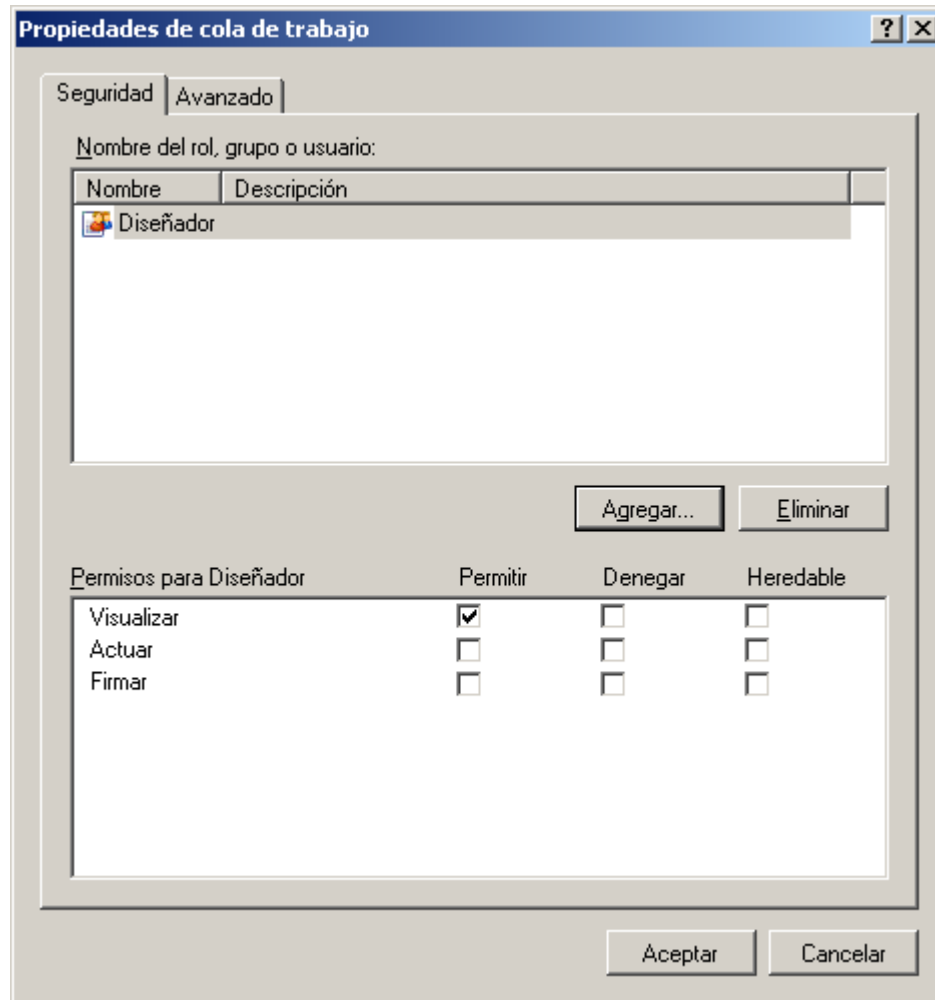 Propiedades de cola de trabajo
Seguridad Avanzado
Nombre del rol, grupo o usuario:
Nombre Descripción
Diseñador
Agregar... Eliminar
Permisos para Diseñador Permitir Denegar Heredable
Visualizar
Actuar
Firmar
Aceptar Cancelar